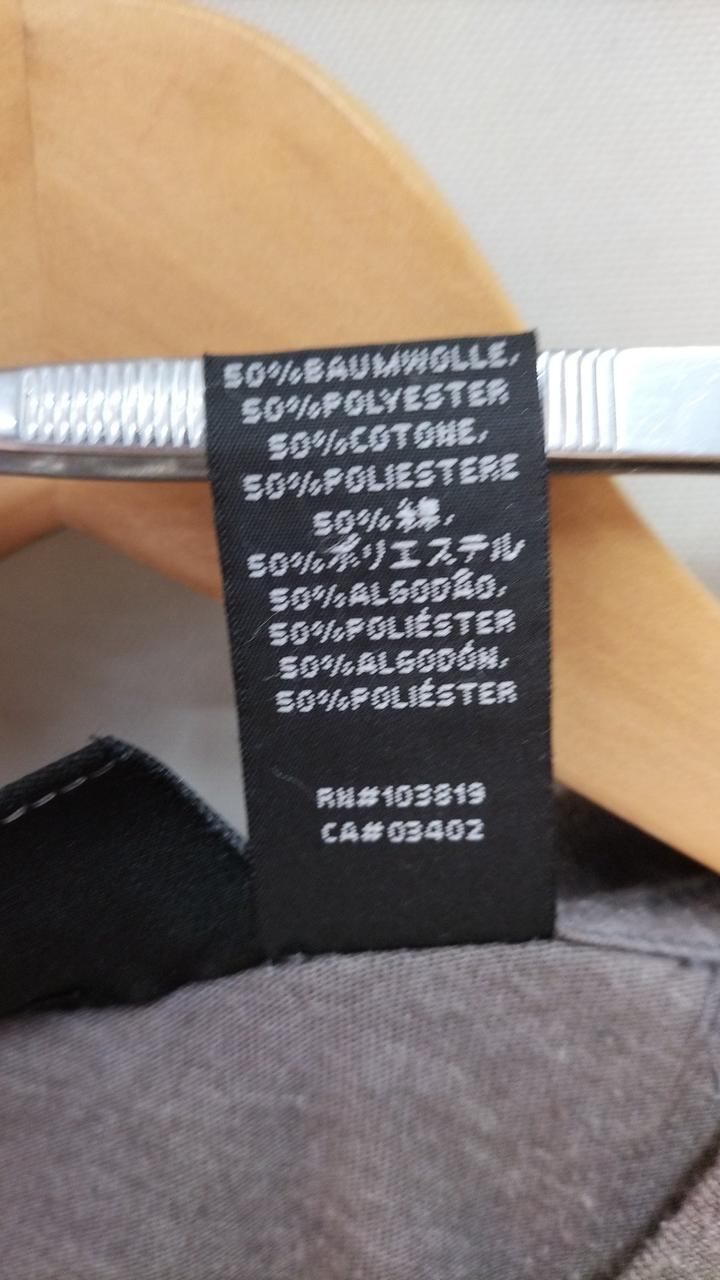 50%BAUMWOLLE,
50%POLYESTER
50%COTONE,
50%POLIESTERE
50%綿,
50%ポリエステル
50%ALGODÃO,
50%POLIÉSTER
50%ALGODÓN,
50%POLIÉSTER
RN#103819
CA#03402